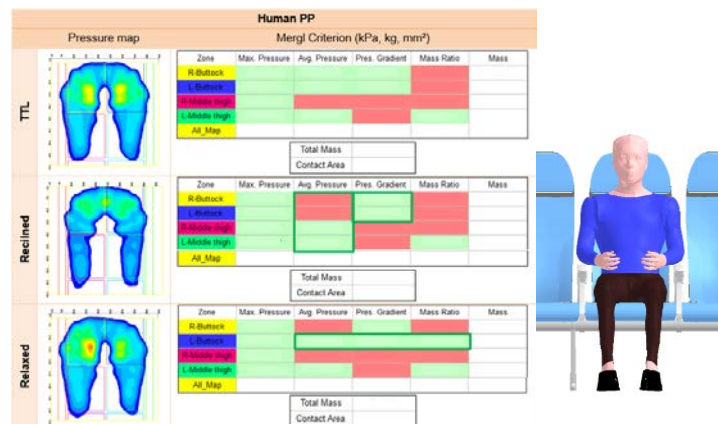 Human PP
Pressure map
Mergl Criterion (kPa, kg, mm²)
TTL
Zone Max. Pressure Avg. Pressure Pres. Gradient Mass Ratio Mass
R-Buttock
L-Buttock
R-Middle thigh
L-Middle thigh
All_Map
Total Mass
Contact Area
Reclined
Zone Max. Pressure Avg. Pressure Pres. Gradient Mass Ratio Mass
R-Buttock
L-Buttock
R-Middle thigh
L-Middle thigh
All_Map
Total Mass
Contact Area
Relaxed
Zone Max. Pressure Avg. Pressure Pres. Gradient Mass Ratio Mass
R-Buttock
L-Buttock
R-Middle thigh
L-Middle thigh
All_Map
Total Mass
Contact Area